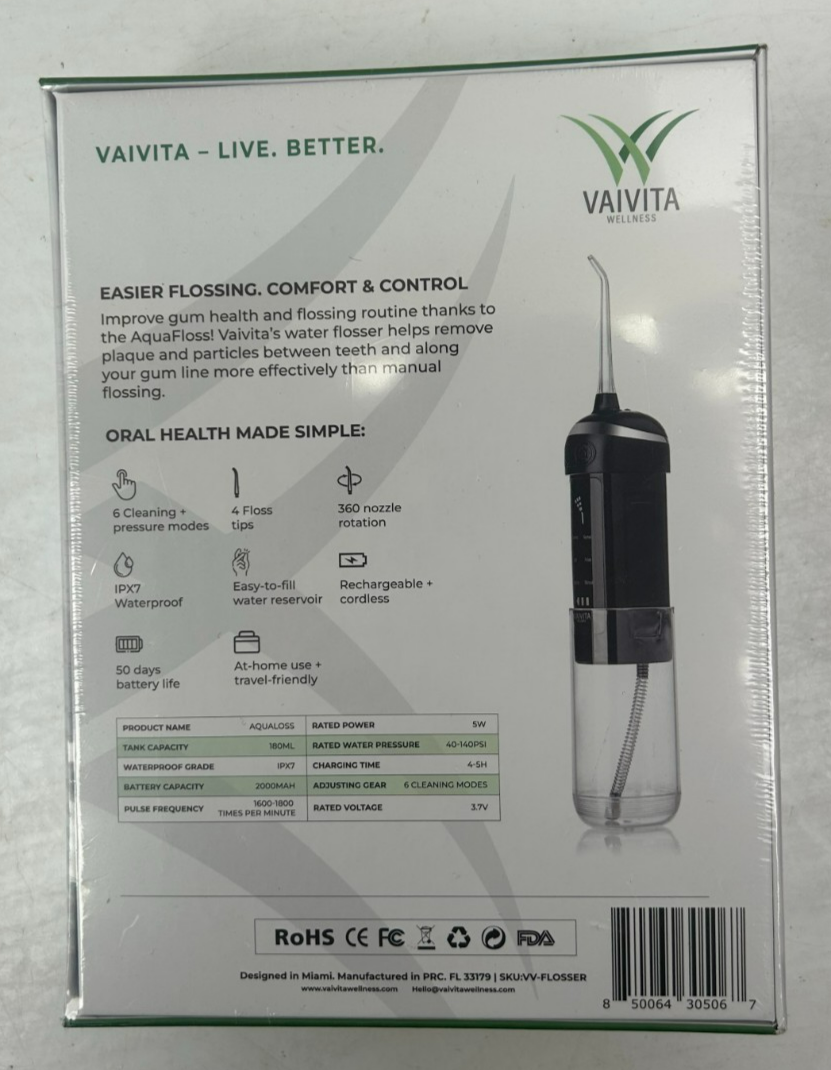 VAIVITA – LIVE. BETTER.
VAIVITA
WELLNESS
EASIER FLOSSING. COMFORT & CONTROL
Improve gum health and flossing routine thanks to
the AquaFloss! Vaivita's water flosser helps remove
plaque and particles between teeth and along
your gum line more effectively than manual
flossing.
ORAL HEALTH MADE SIMPLE:
6 Cleaning +
pressure modes
4 Floss
tips
360 nozzle
rotation
IPX7
Waterproof
Easy-to-fill
water reservoir
Rechargeable +
cordless
50 days
battery life
At-home use +
travel-friendly
PRODUCT NAME AQUALOSS RATED POWER 5W
TANK CAPACITY 180ML RATED WATER PRESSURE 40-140PSI
WATERPROOF GRADE IPX7 CHARGING TIME 4-5H
BATTERY CAPACITY 2000MAH ADJUSTING GEAR 6 CLEANING MODES
PULSE FREQUENCY 1600-1800 TIMES PER MINUTE RATED VOLTAGE 3.7V
RoHS CE FC FDA
Designed in Miami. Manufactured in PRC. FL 33179 | SKU:VV-FLOSSER
www.vaivitawellness.com Hello@vaivitawellness.com
8 50064 30506 7